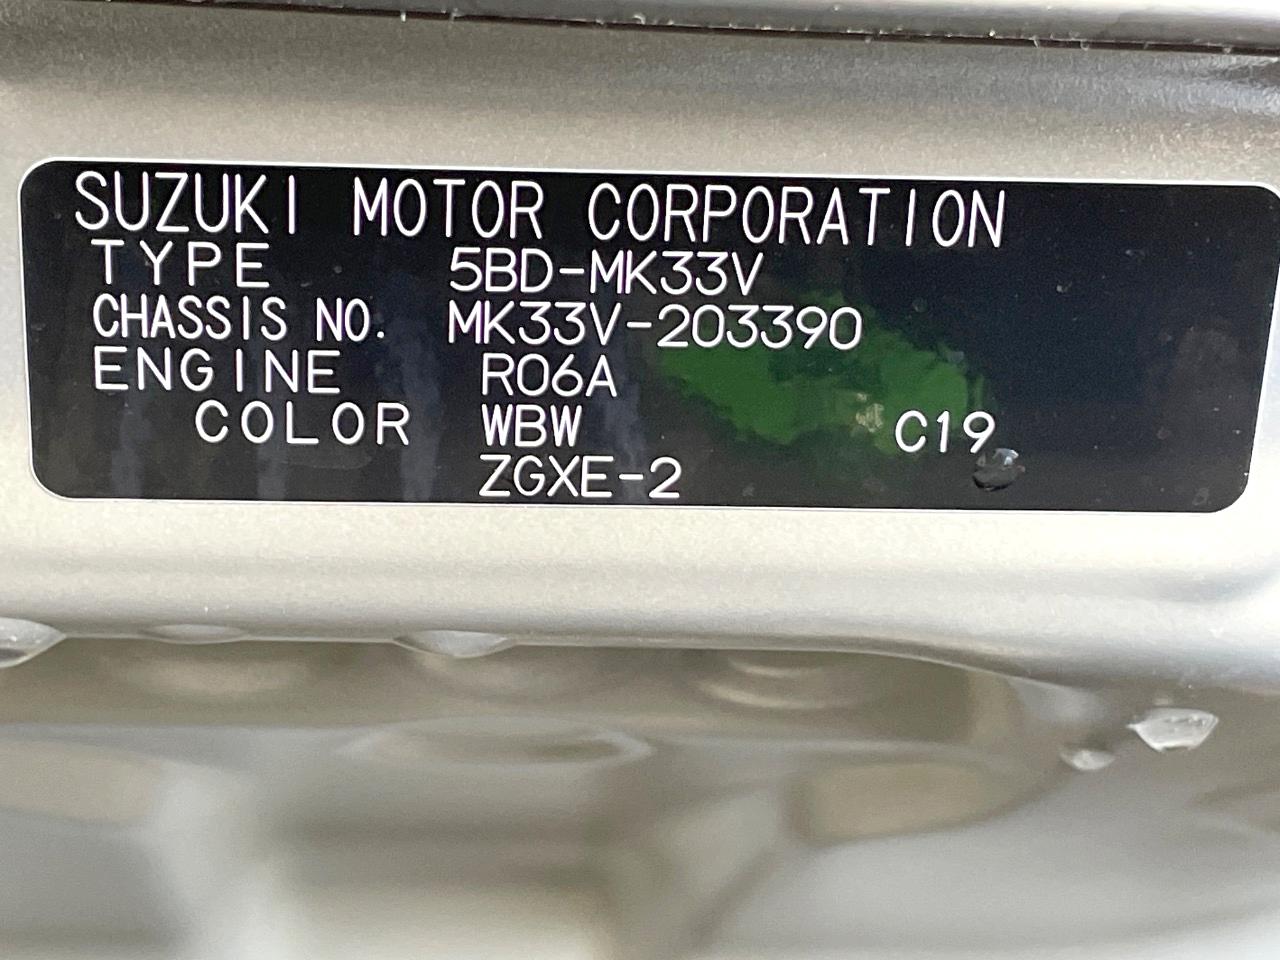 SUZUKI MOTOR CORPORATION
TYPE 5BD-MK33V
CHASSIS NO. MK33V-203390
ENGINE R06A
COLOR WBW C19
ZGXE-2